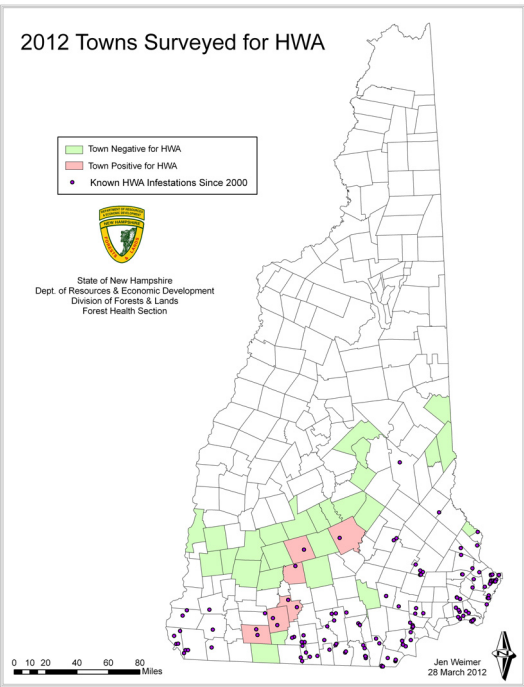 2012 Towns Surveyed for HWA
Town Negative for HWA
Town Positive for HWA
Known HWA Infestations Since 2000
NEW HAMPSHIRE
State of New Hampshire
Dept. of Resources & Economic Development
Division of Forests & Lands
Forest Health Section
0 10 20 40 60 80
Miles
Jen Weimer
28 March 2012